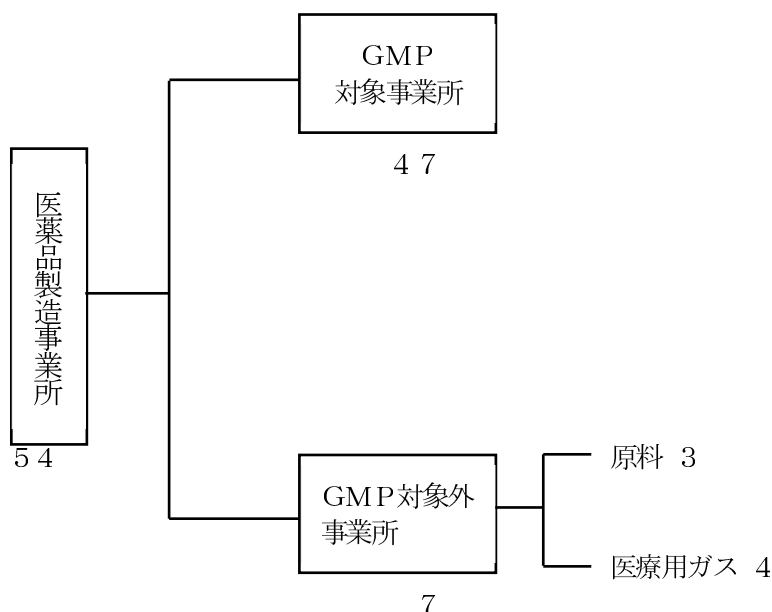 GMP
対象事業所
４７
医薬品製造事業所
５４
GMP対象外
事業所
７
原料 ３
医療用ガス ４